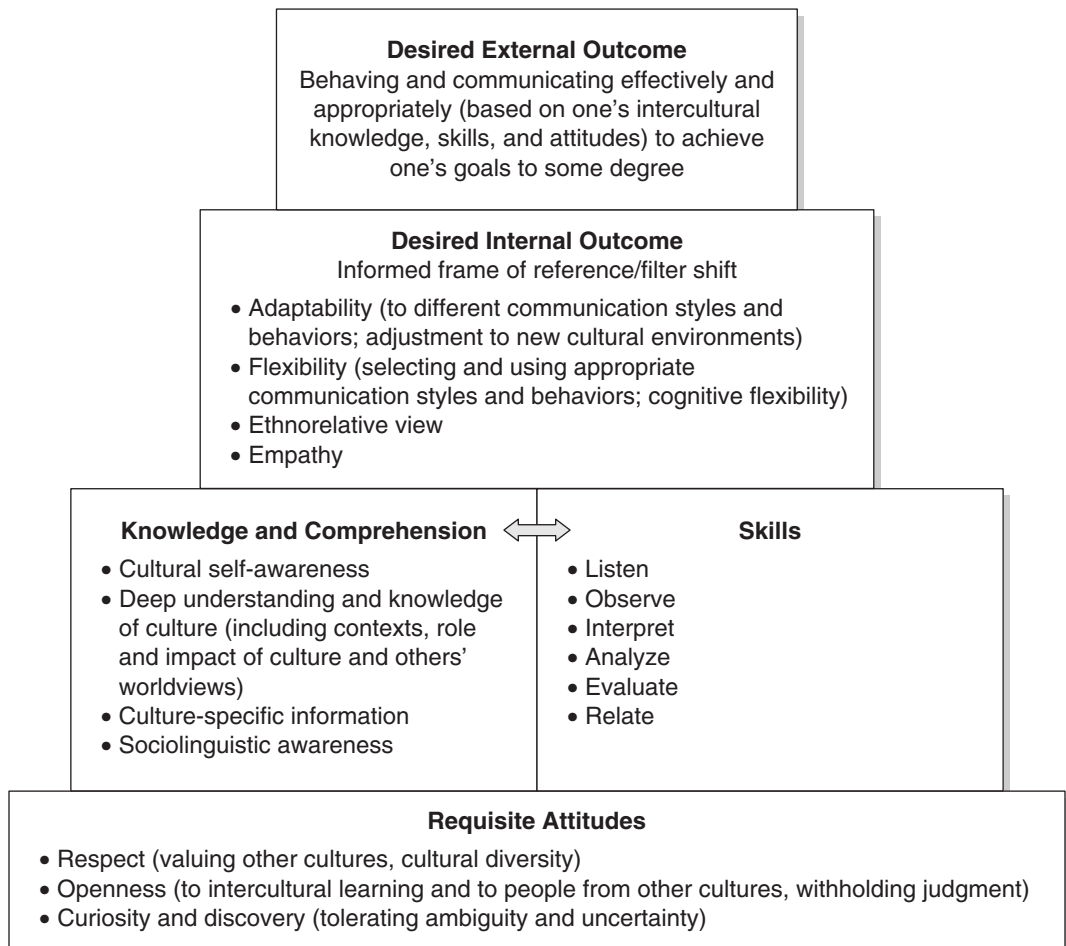 Desired External Outcome
Behaving and communicating effectively and
appropriately (based on one’s intercultural
knowledge, skills, and attitudes) to achieve
one’s goals to some degree
Desired Internal Outcome
Informed frame of reference/filter shift
• Adaptability (to different communication styles and
behaviors; adjustment to new cultural environments)
• Flexibility (selecting and using appropriate
communication styles and behaviors; cognitive flexibility)
• Ethnorelative view
• Empathy
Knowledge and Comprehension
• Cultural self-awareness
• Deep understanding and knowledge
of culture (including contexts, role
and impact of culture and others’
worldviews)
• Culture-specific information
• Sociolinguistic awareness
Skills
• Listen
• Observe
• Interpret
• Analyze
• Evaluate
• Relate
Requisite Attitudes
• Respect (valuing other cultures, cultural diversity)
• Openness (to intercultural learning and to people from other cultures, withholding judgment)
• Curiosity and discovery (tolerating ambiguity and uncertainty)